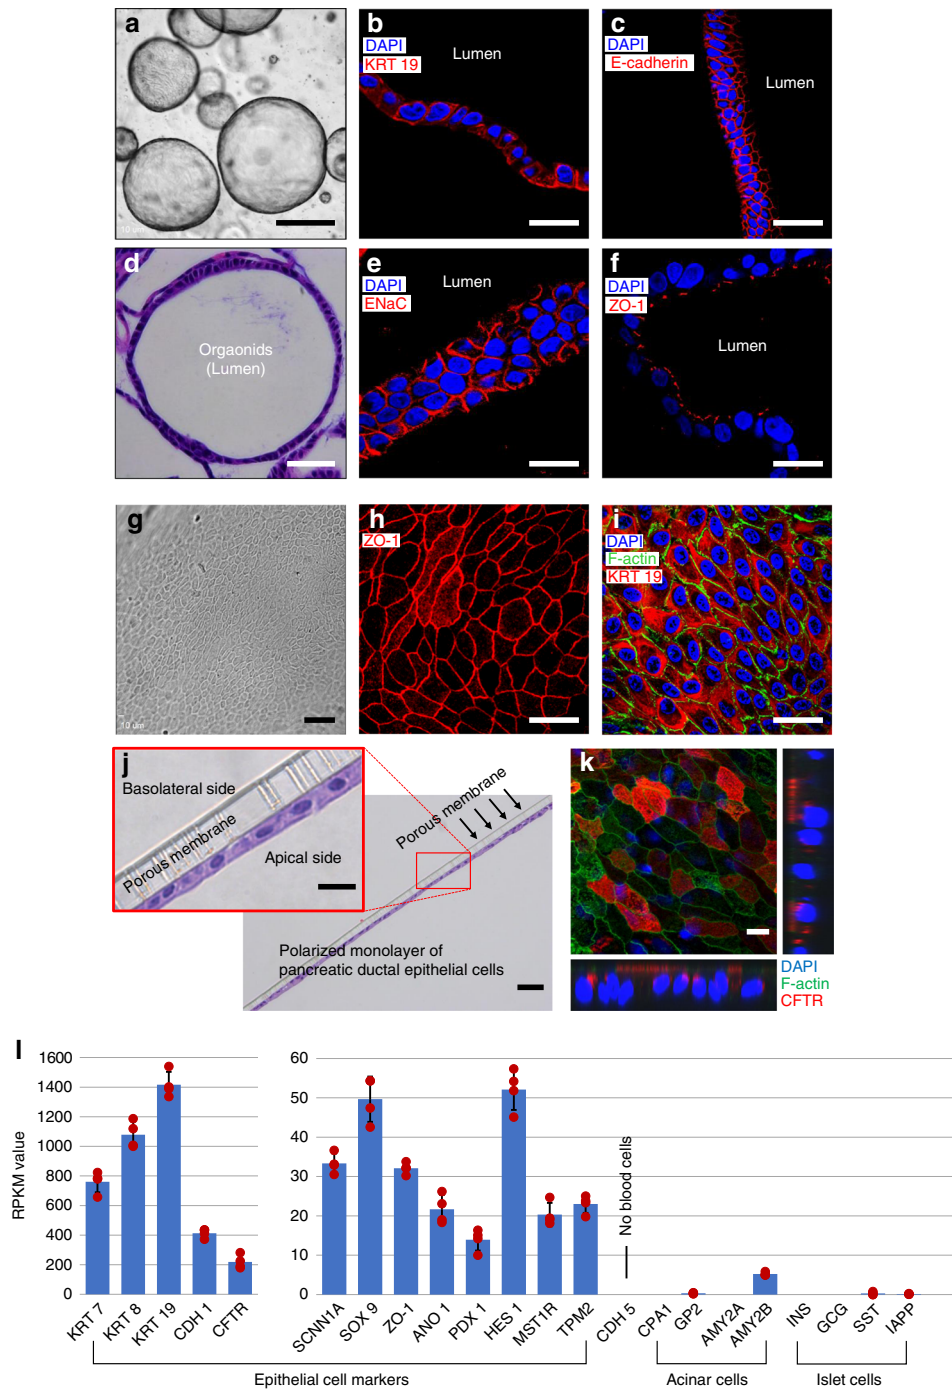 a
10 um
b
DAPI
KRT 19
Lumen
c
DAPI
E-cadherin
Lumen
d
Orgaonids
(Lumen)
e
DAPI
ENaC
Lumen
f
DAPI
ZO-1
Lumen
g
10 um
h
ZO-1
i
DAPI
F-actin
KRT 19
j
Basolateral side
Porous membrane
Apical side
Porous membrane
Polarized monolayer of
pancreatic ductal epithelial cells
k
DAPI
F-actin
CFTR
l
RPKM value
1600
1400
1200
1000
800
600
400
200
0
KRT 7
KRT 8
KRT 19
CDH 1
CFTR
60
50
40
30
20
10
0
No blood cells
SCNN1A
SOX 9
ZO-1
ANO 1
PDX 1
HES 1
MST1R
TPM2
CDH 5
CPA1
GP2
AMY2A
AMY2B
INS
GCG
SST
IAPP
Epithelial cell markers
Acinar cells
Islet cells